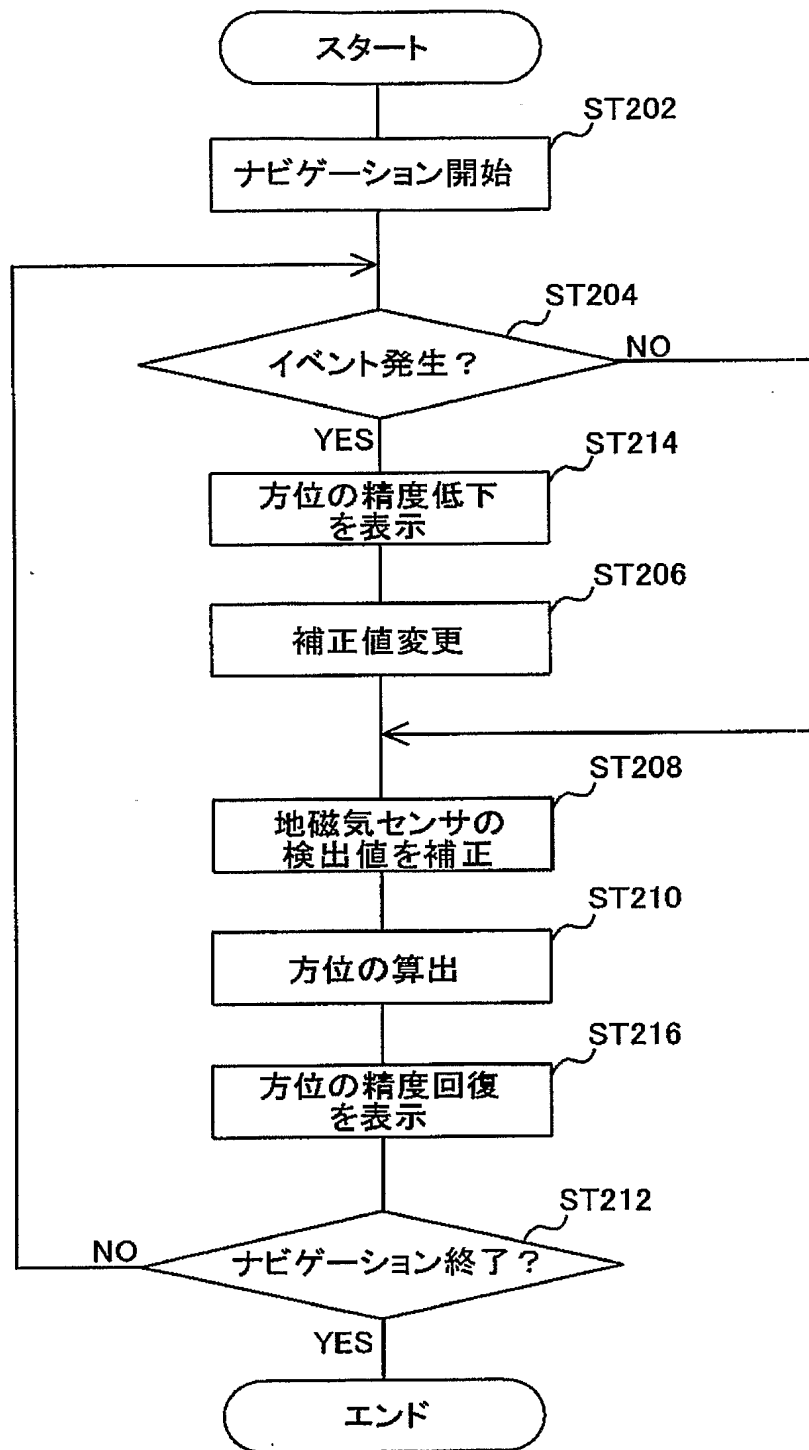 スタート
ST202
ナビゲーション開始
ST204
イベント発生？
NO
YES
ST214
方位の精度低下
を表示
ST206
補正値変更
ST208
地磁気センサの
検出値を補正
ST210
方位の算出
ST216
方位の精度回復
を表示
ST212
NO
ナビゲーション終了？
YES
エンド